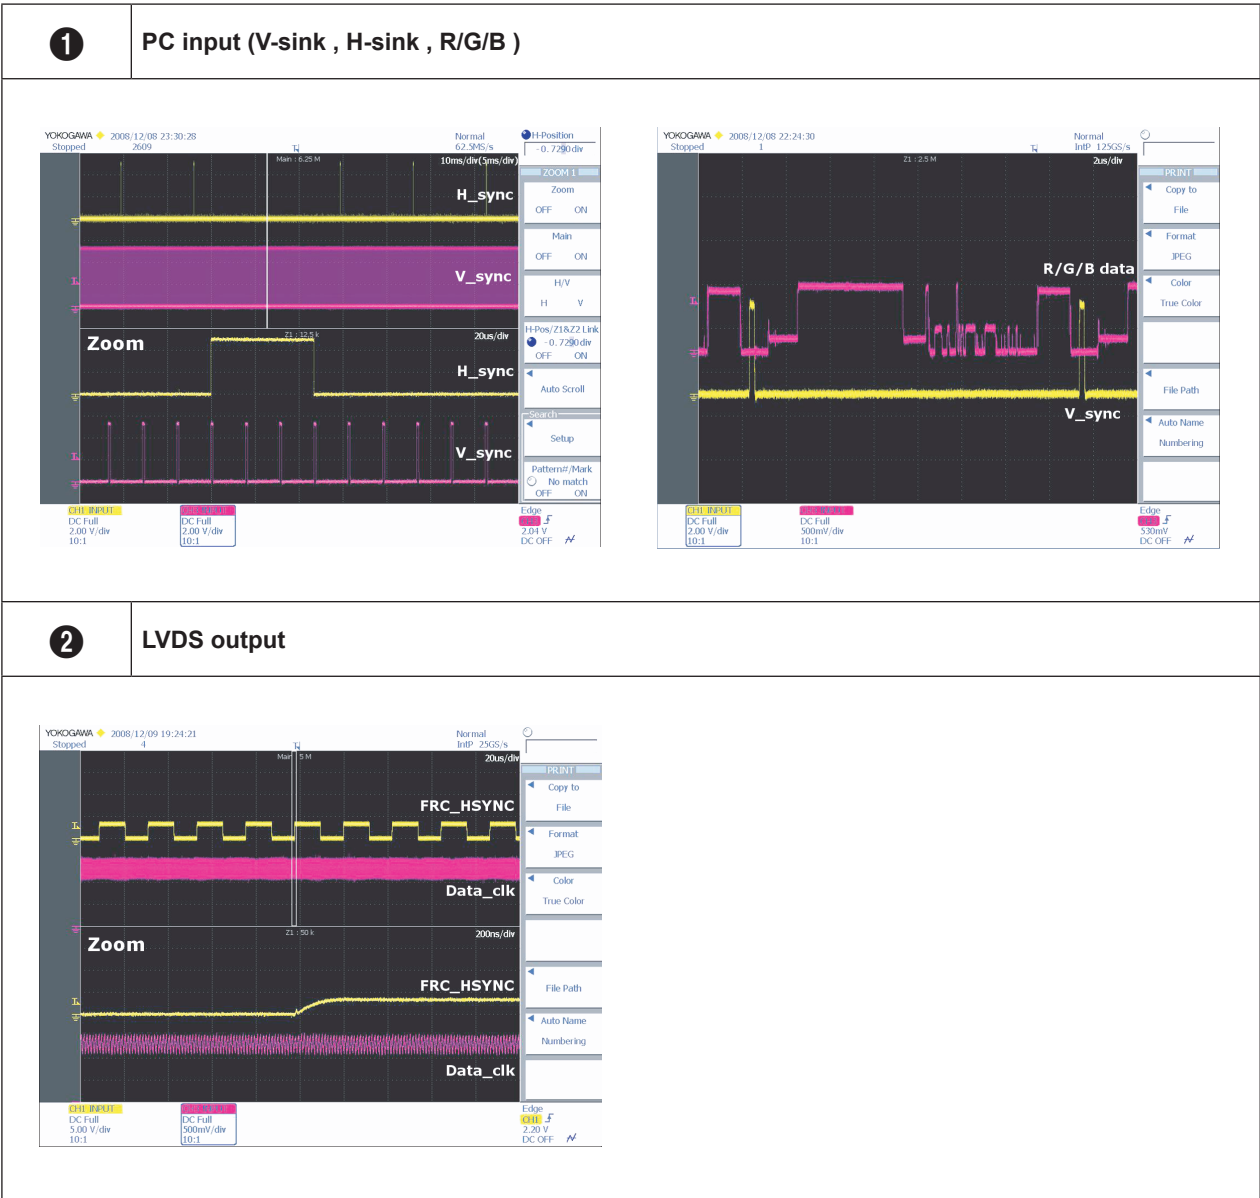 ❶ PC input (V-sink , H-sink , R/G/B )
YOKOGAWA 2008/12/08 23:30:28
Stopped 2609
Normal
62.5MS/s
Main : 6.25 M
10ms/div(5ms/div)
H_sync
V_sync
Zoom
Z1 : 12.5 k
20us/div
H_sync
V_sync
H-Position
-0.7290div
ZOOM 1
Zoom
OFF ON
Main
OFF ON
H/V
H V
H-Pos/Z1&Z2 Link
-0.7290div
OFF ON
Auto Scroll
Search
Setup
Pattern#/Mark
No match
OFF ON
CH1 INPUT
DC Full
2.00 V/div
10:1
DC Full
2.00 V/div
10:1
Edge
2.04 V
DC OFF
YOKOGAWA 2008/12/08 22:24:30
Stopped 1
Normal
IntP 125GS/s
Z1 : 2.5 M
2us/div
R/G/B data
V_sync
PRINT
Copy to
File
Format
JPEG
Color
True Color
File Path
Auto Name
Numbering
CH1 INPUT
DC Full
2.00 V/div
10:1
DC Full
500mV/div
10:1
Edge
530mV
DC OFF
❷ LVDS output
YOKOGAWA 2008/12/09 19:24:21
Stopped 4
Normal
IntP 25GS/s
Main : 5 M
20us/div
FRC_HSYNC
Data_clk
Zoom
Z1 : 50 k
200ns/div
FRC_HSYNC
Data_clk
PRINT
Copy to
File
Format
JPEG
Color
True Color
File Path
Auto Name
Numbering
CH1 INPUT
DC Full
5.00 V/div
10:1
DC Full
500mV/div
10:1
Edge
CH1
2.20 V
DC OFF